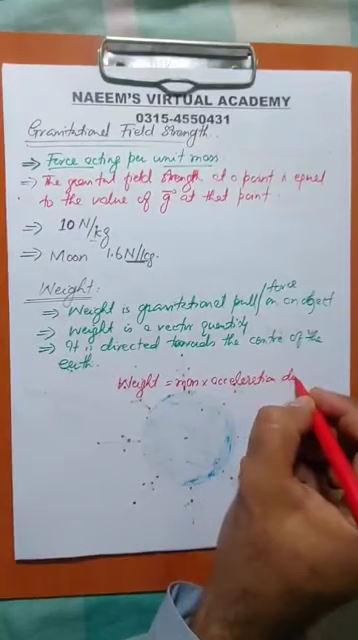 NAEEM'S VIRTUAL ACADEMY
0315-4550431
Gravitational Field Strength.
⇒ Force acting per unit mass
⇒ The gravitational field strength at a point is equal
to the value of g at that point.
⇒ 10 N/kg
⇒ Moon 1.6 N/kg.
Weight:
⇒ Weight is gravitational pull/force on an object
⇒ Weight is a vector quantity
⇒ It is directed towards the centre of the
earth.
Weight = mass × acceleration